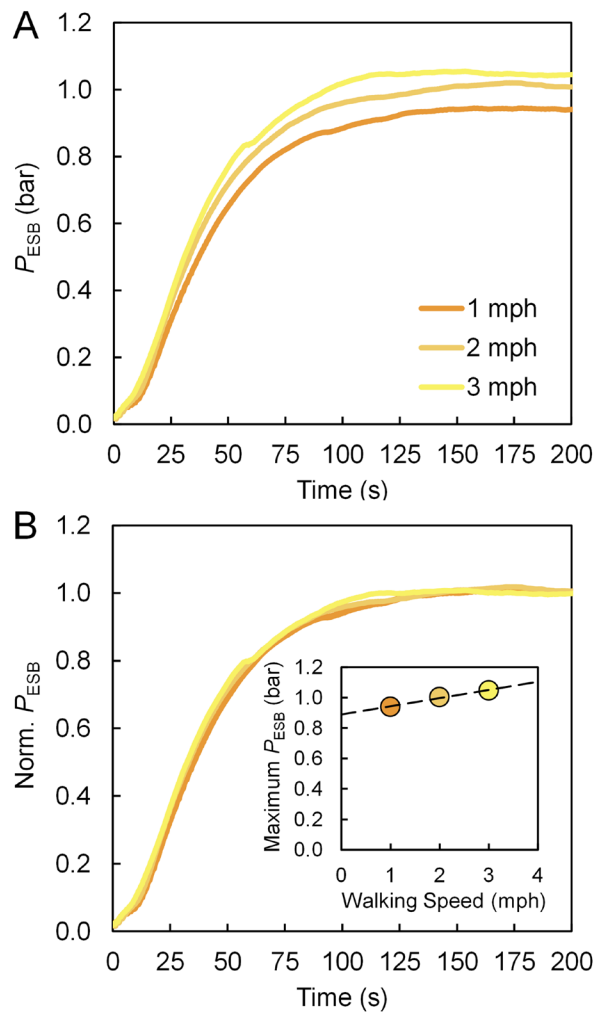 A
1.2
1.0
0.8
0.6
0.4
0.2
0.0
P_ESB (bar)
1 mph
2 mph
3 mph
0 25 50 75 100 125 150 175 200
Time (s)
B
1.2
1.0
0.8
0.6
0.4
0.2
0.0
Norm. P_ESB
Maximum P_ESB (bar)
1.2
1.0
0.8
0.6
0.4
0.2
0.0
0 1 2 3 4
Walking Speed (mph)
0 25 50 75 100 125 150 175 200
Time (s)